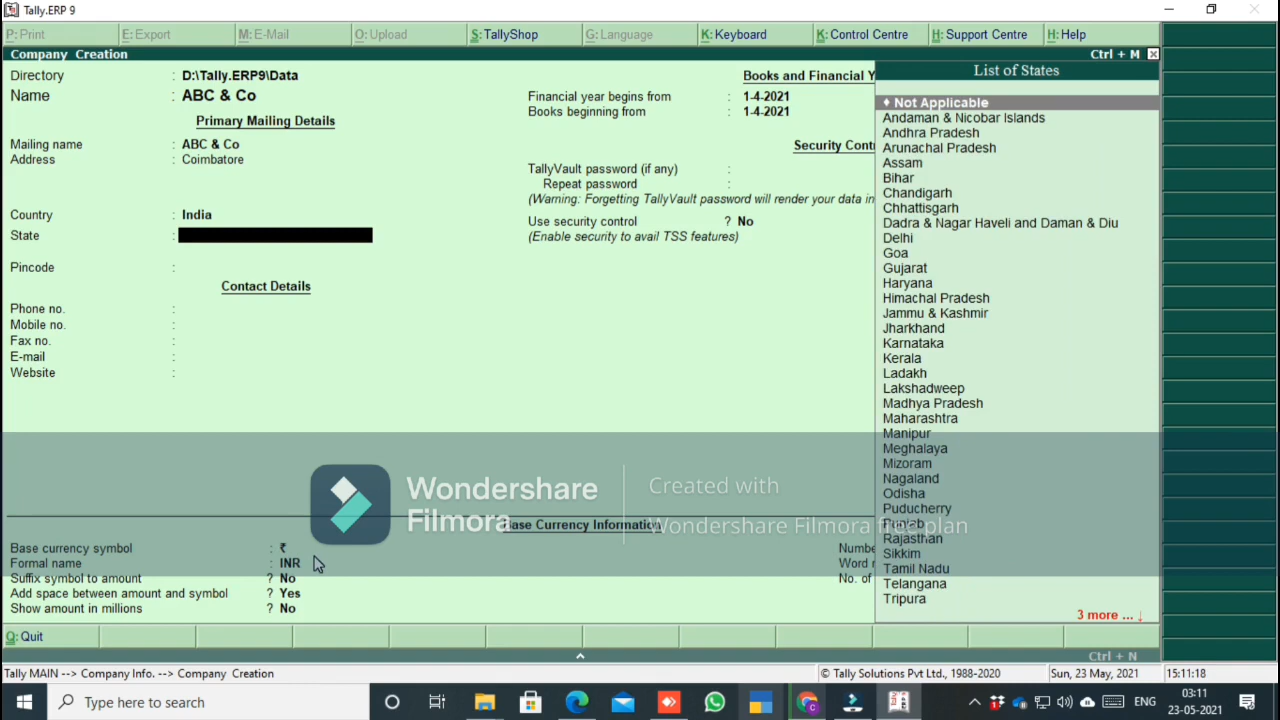 Tally.ERP 9
P: Print E: Export M: E-Mail O: Upload S: TallyShop G: Language K: Keyboard K: Control Centre H: Support Centre H: Help
Company Creation Ctrl + M
Directory : D:\Tally.ERP9\Data
Name : ABC & Co
Primary Mailing Details
Mailing name : ABC & Co
Address : Coimbatore
Country : India
State :
Pincode :
Contact Details
Phone no. :
Mobile no. :
Fax no. :
E-mail :
Website :
Books and Financial Y
Financial year begins from : 1-4-2021
Books beginning from : 1-4-2021
Security Cont
TallyVault password (if any) :
Repeat password :
(Warning: Forgetting TallyVault password will render your data in
Use security control ? No
(Enable security to avail TSS features)
List of States
♦ Not Applicable
Andaman & Nicobar Islands
Andhra Pradesh
Arunachal Pradesh
Assam
Bihar
Chandigarh
Chhattisgarh
Dadra & Nagar Haveli and Daman & Diu
Delhi
Goa
Gujarat
Haryana
Himachal Pradesh
Jammu & Kashmir
Jharkhand
Karnataka
Kerala
Ladakh
Lakshadweep
Madhya Pradesh
Maharashtra
Manipur
Meghalaya
Mizoram
Nagaland
Odisha
Puducherry
Punjab
Rajasthan
Sikkim
Tamil Nadu
Telangana
Tripura
3 more ... ↓
Wondershare
Filmora
Created with
Wondershare Filmora free plan
Base Currency Information
Base currency symbol : ₹
Formal name : INR
Suffix symbol to amount ? No
Add space between amount and symbol ? Yes
Show amount in millions ? No
Numbe
Word
No. of
Q: Quit
Ctrl + N
Tally MAIN --> Company Info. --> Company Creation © Tally Solutions Pvt Ltd., 1988-2020 Sun, 23 May, 2021 15:11:18
Type here to search
ENG
03:11
23-05-2021